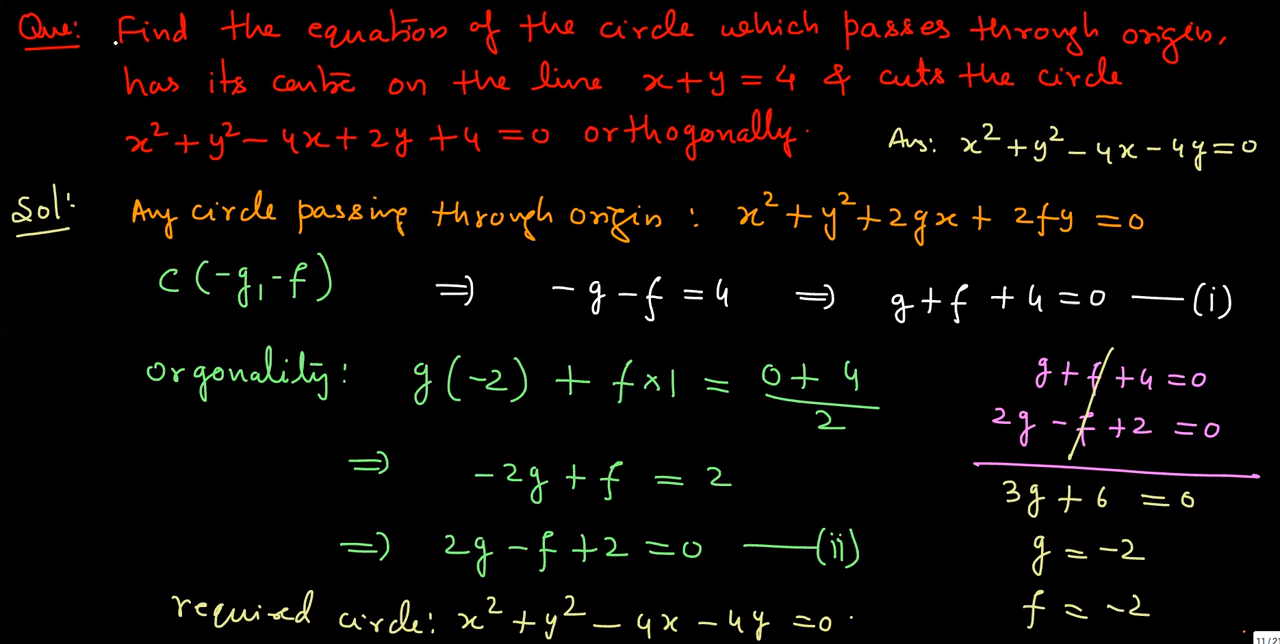 Que: Find the equation of the circle which passes through origin,
has its centre on the line x+y=4 & cuts the circle
x²+y²-4x+2y+4=0 orthogonally.
Ans: x²+y²-4x-4y=0
Sol: Any circle passing through origin: x²+y²+2gx+2fy=0
C(-g,-f) ⇒ -g-f=4 ⇒ g+f+4=0 —(i)
orgonality: g(-2) + f×1 = (0+4)/2
⇒ -2g+f = 2
⇒ 2g-f+2=0 —(ii)
g+f+4=0
2g-f+2=0
3g+6=0
g=-2
f=-2
required circle: x²+y²-4x-4y=0.
11/21